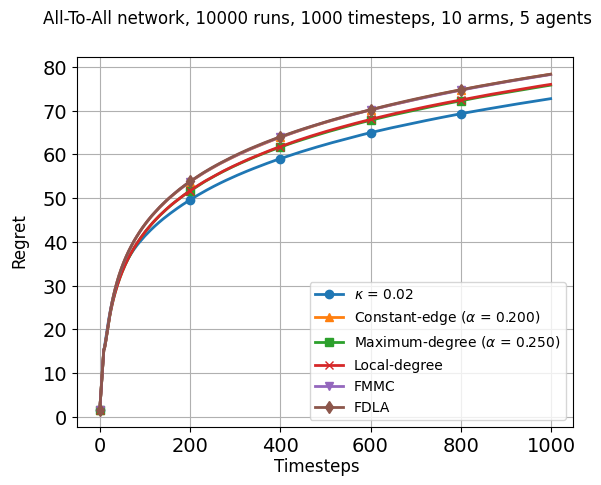 All-To-All network, 10000 runs, 1000 timesteps, 10 arms, 5 agents
80
70
60
50
40
30
20
10
0
Regret
κ = 0.02
Constant-edge (α = 0.200)
Maximum-degree (α = 0.250)
Local-degree
FMMC
FDLA
0 200 400 600 800 1000
Timesteps